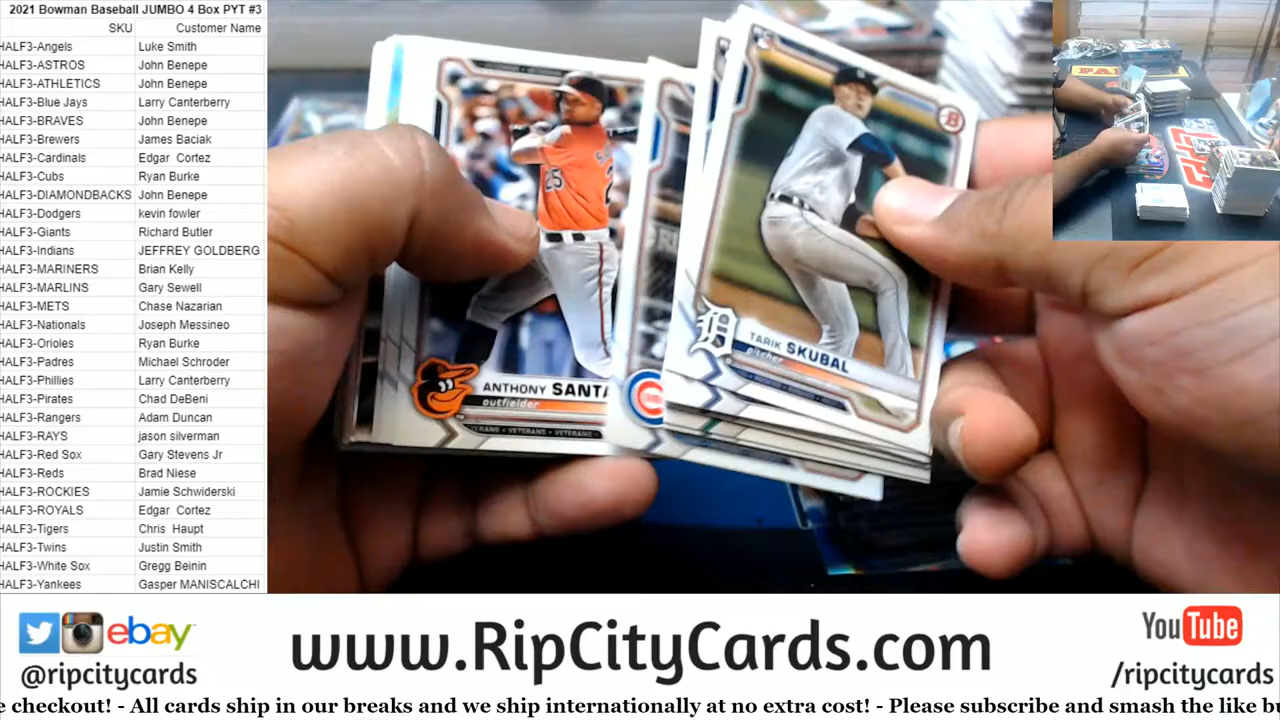 2021 Bowman Baseball JUMBO 4 Box PYT #3
SKU Customer Name
HALF3-Angels Luke Smith
HALF3-ASTROS John Benepe
HALF3-ATHLETICS John Benepe
HALF3-Blue Jays Larry Canterberry
HALF3-BRAVES John Benepe
HALF3-Brewers James Baciak
HALF3-Cardinals Edgar Cortez
HALF3-Cubs Ryan Burke
HALF3-DIAMONDBACKS John Benepe
HALF3-Dodgers kevin fowler
HALF3-Giants Richard Butler
HALF3-Indians JEFFREY GOLDBERG
HALF3-MARINERS Brian Kelly
HALF3-MARLINS Gary Sewell
HALF3-METS Chase Nazarian
HALF3-Nationals Joseph Messineo
HALF3-Orioles Ryan Burke
HALF3-Padres Michael Schroder
HALF3-Phillies Larry Canterberry
HALF3-Pirates Chad DeBeni
HALF3-Rangers Adam Duncan
HALF3-RAYS jason silverman
HALF3-Red Sox Gary Stevens Jr
HALF3-Reds Brad Niese
HALF3-ROCKIES Jamie Schwiderski
HALF3-ROYALS Edgar Cortez
HALF3-Tigers Chris Haupt
HALF3-Twins Justin Smith
HALF3-White Sox Gregg Beinin
HALF3-Yankees Gasper MANISCALCHI
25
ANTHONY SANTA
outfielder
VETERANS • VETERANS
RC
B
D
TARIK SKUBAL
pitcher
PA
ebay
@ripcitycards
www.RipCityCards.com
YouTube
/ripcitycards
e checkout! - All cards ship in our breaks and we ship internationally at no extra cost! - Please subscribe and smash the like bu